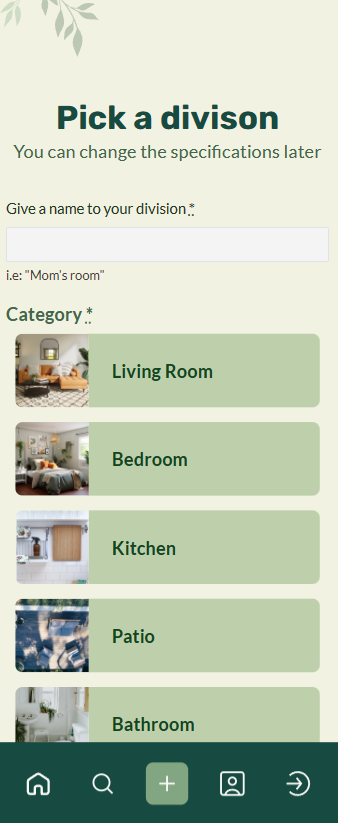 Pick a divison
You can change the specifications later
Give a name to your division *
i.e: "Mom's room"
Category *
Living Room
Bedroom
Kitchen
Patio
Bathroom